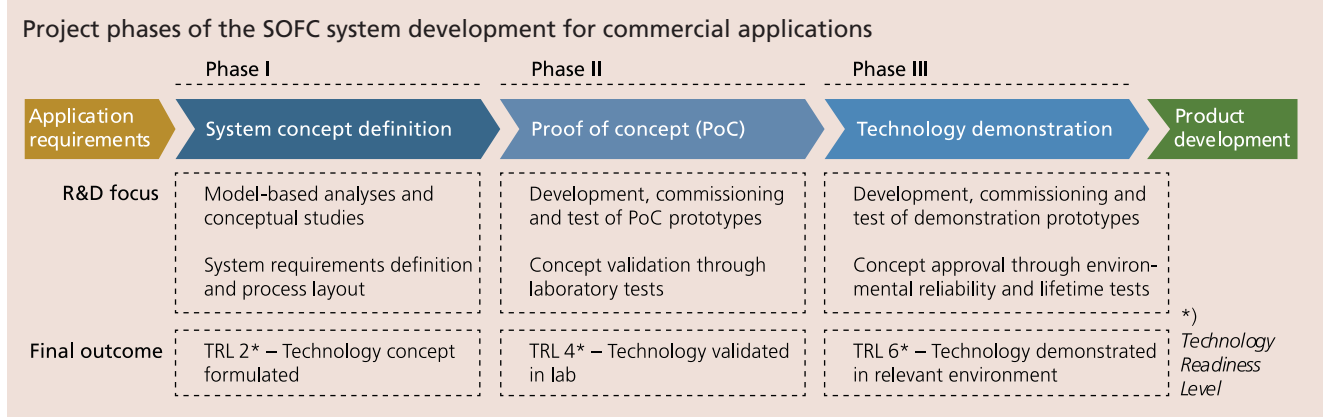 Project phases of the SOFC system development for commercial applications
Phase I
Phase II
Phase III
Application
requirements
System concept definition
Proof of concept (PoC)
Technology demonstration
Product
development
R&D focus
Model-based analyses and
conceptual studies
System requirements definition
and process layout
Development, commissioning
and test of PoC prototypes
Concept validation through
laboratory tests
Development, commissioning and
test of demonstration prototypes
Concept approval through environ-
mental reliability and lifetime tests
Final outcome
TRL 2* – Technology concept
formulated
TRL 4* – Technology validated
in lab
TRL 6* – Technology demonstrated
in relevant environment
*)
Technology
Readiness
Level